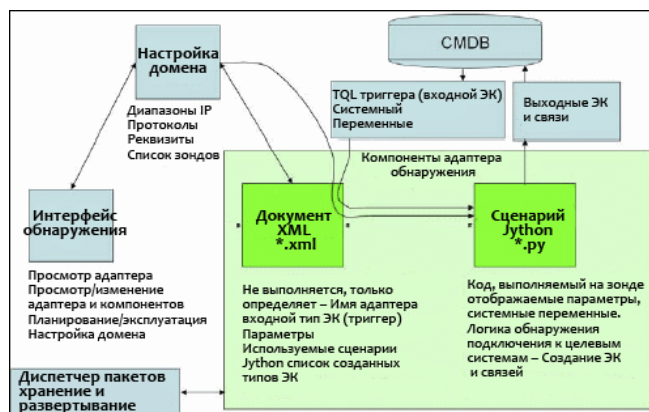 Настройка
домена
CMDB
Диапазоны IP
Протоколы
Реквизиты
Список зондов
TQL триггера (входной ЭК)
Системный
Переменные
Выходные ЭК
и связи
Компоненты адаптера
обнаружения
Интерфейс
обнаружения
Документ
XML
*.xml
Сценарий
Jython
*.py
Просмотр адаптера
Просмотр/изменение
адаптера и компонентов
Планирование/эксплуатация
Настройка домена
Не выполняется, только
определяет – Имя адаптера
входной тип ЭК (триггер)
Параметры
Используемые сценарии
Jython список созданных
типов ЭК
Код, выполняемый на зонде
отображаемые параметры,
системные переменные.
Логика обнаружения
подключения к целевым
системам – Создание ЭК
и связей
Диспетчер пакетов
хранение и
развертывание